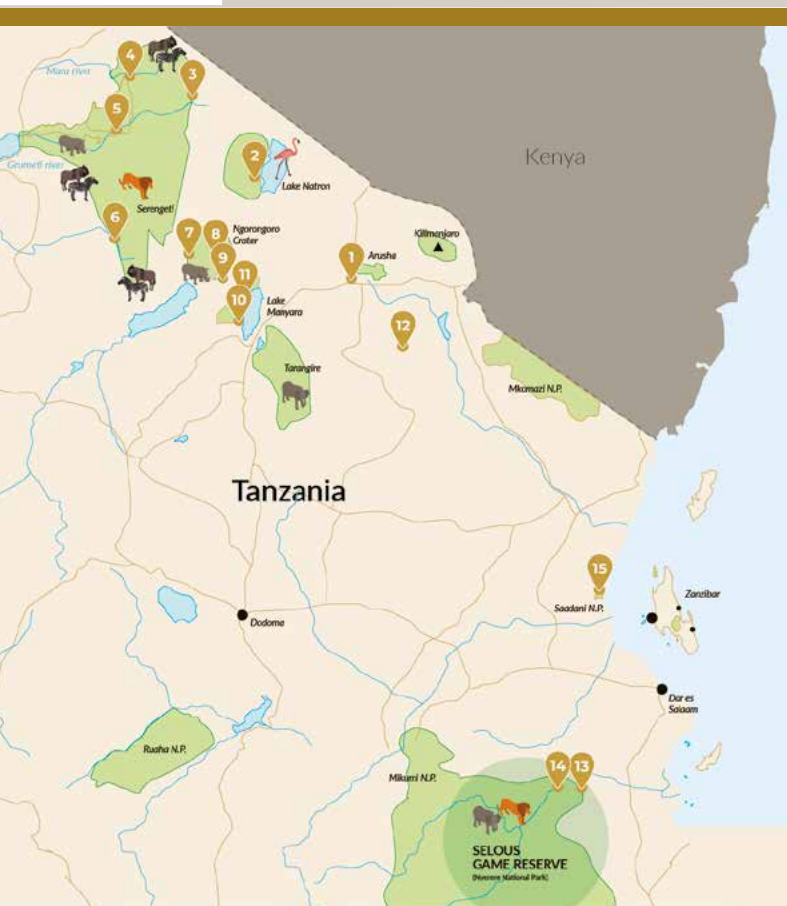 4
Mara river
3
5
Kenya
2
Grumeti river
Lake Natron
Serengeti
6
7
8
Ngorongoro
Crater
Kilimanjaro
9
1
Arusha
11
10
Lake
Manyara
12
Tarangire
Mkomazi N.P.
Tanzania
15
Zanzibar
Saadani N.P.
Dodoma
Dar es
Salaam
Ruaha N.P.
14
13
Mikumi N.P.
SELOUS
GAME RESERVE
(Nyerere National Park)